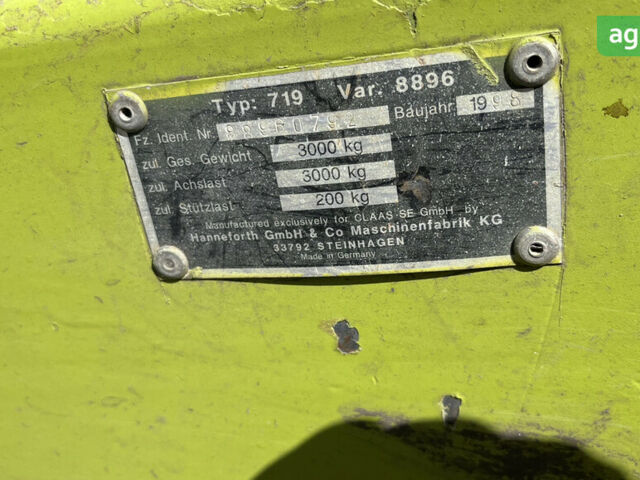 ag
Typ: 719 Var. 8896
Fz. Ident. Nr. 88960792 Baujahr: 1998
zul. Ges. Gewicht 3000 kg
zul. Achslast 3000 kg
zul. Stützlast 200 kg
Manufactured exclusively for CLAAS SE GmbH by
Hanneforth GmbH & Co Maschinenfabrik KG
33792 STEINHAGEN
Made in Germany